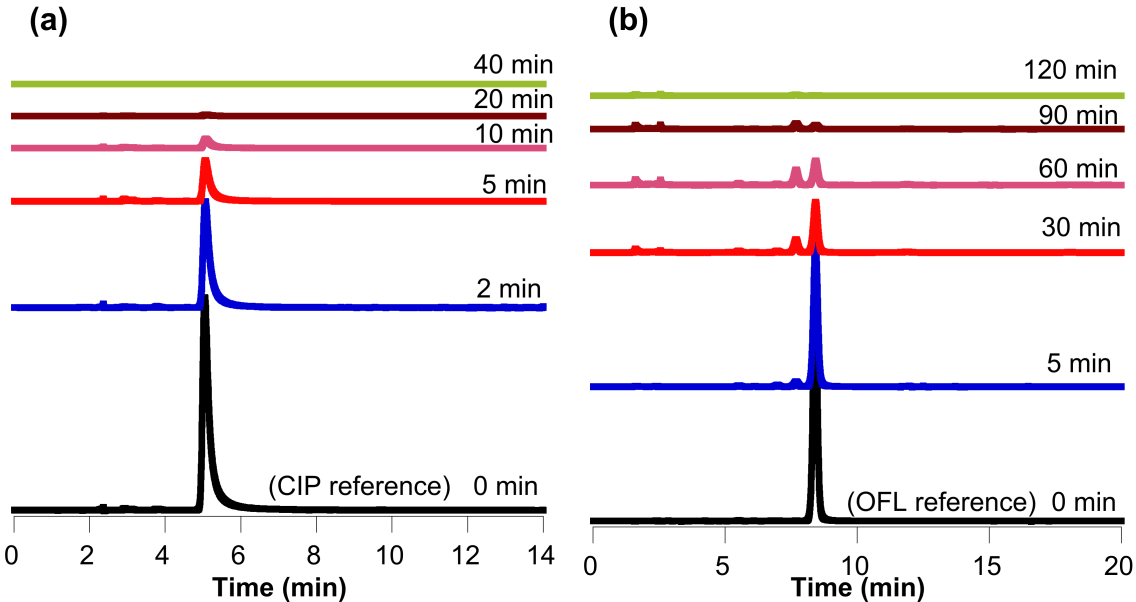 (a)
40 min
20 min
10 min
5 min
2 min
(CIP reference) 0 min
0 2 4 6 8 10 12 14
Time (min)
(b)
120 min
90 min
60 min
30 min
5 min
(OFL reference) 0 min
0 5 10 15 20
Time (min)